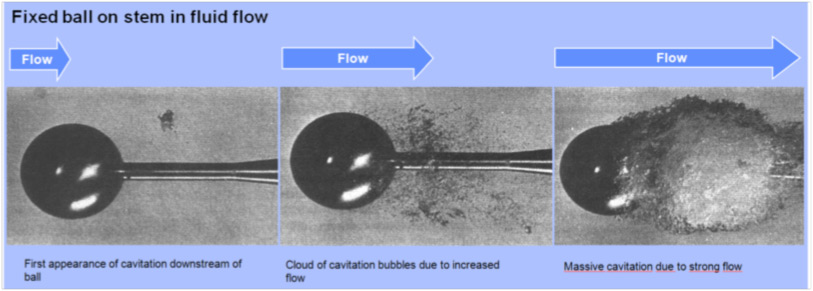 Fixed ball on stem in fluid flow
Flow
Flow
Flow
First appearance of cavitation downstream of
ball
Cloud of cavitation bubbles due to increased
flow
Massive cavitation due to strong flow